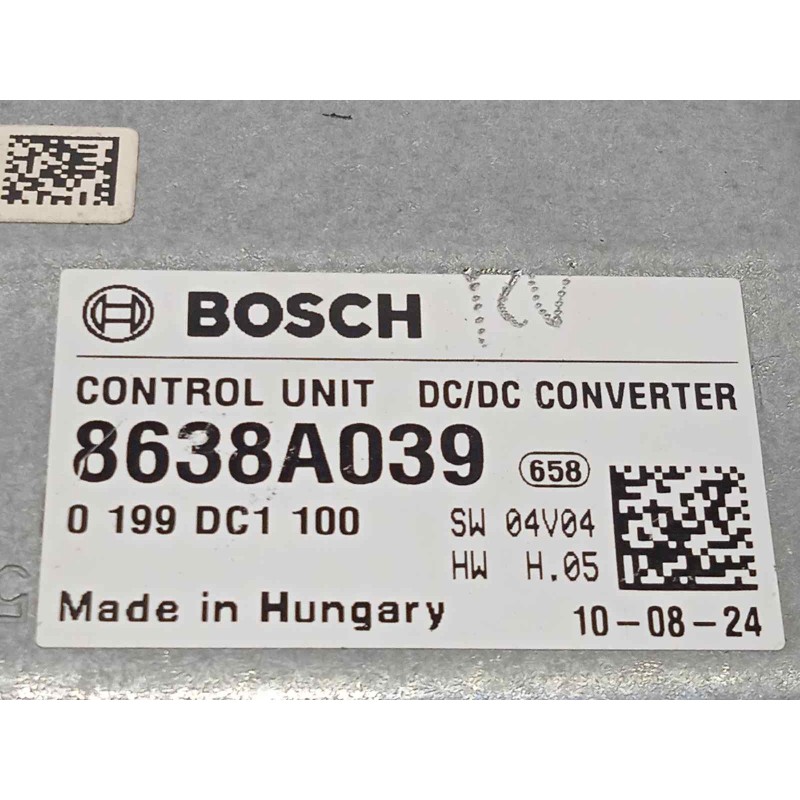 BOSCH
CONTROL UNIT DC/DC CONVERTER
8638A039
658
0 199 DC1 100
SW 04V04
HW H.05
Made in Hungary
10-08-24